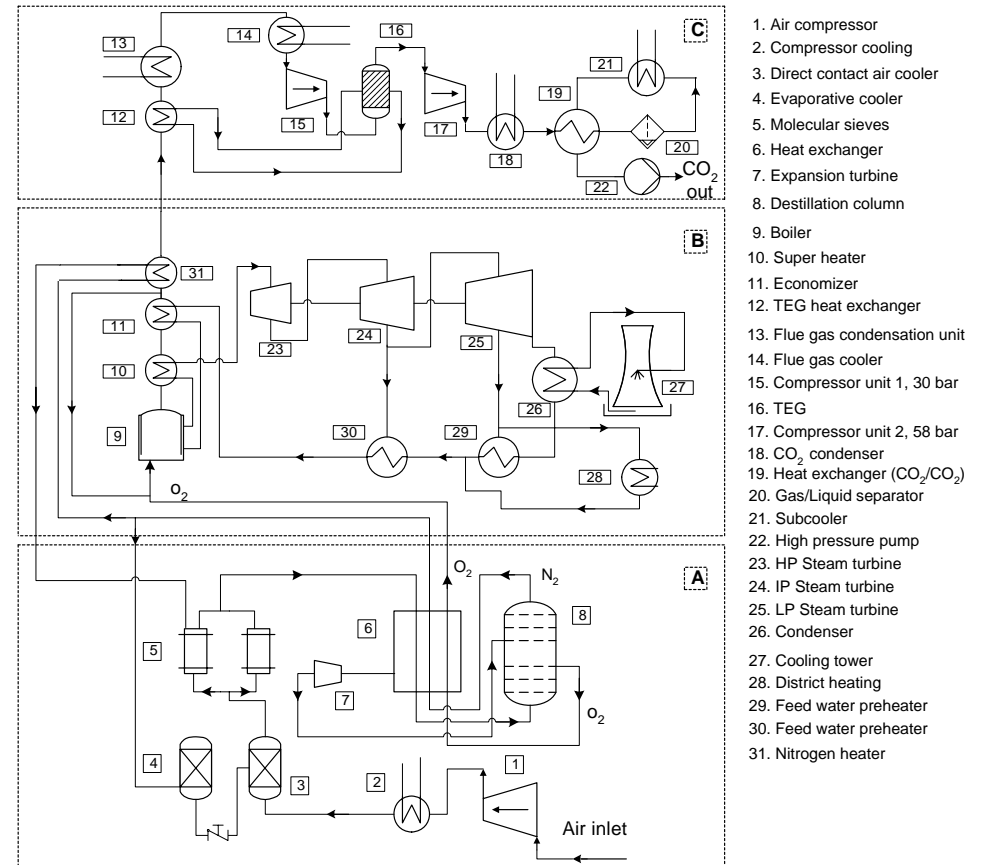 C
16
13
14
21
19
12
15
17
20
18
22
CO2
out
B
31
11
23
24
25
10
26
27
9
30
29
28
o2
A
O2
N2
6
8
5
7
o2
4
3
2
1
Air inlet
1. Air compressor
2. Compressor cooling
3. Direct contact air cooler
4. Evaporative cooler
5. Molecular sieves
6. Heat exchanger
7. Expansion turbine
8. Destillation column
9. Boiler
10. Super heater
11. Economizer
12. TEG heat exchanger
13. Flue gas condensation unit
14. Flue gas cooler
15. Compressor unit 1, 30 bar
16. TEG
17. Compressor unit 2, 58 bar
18. CO2 condenser
19. Heat exchanger (CO2/CO2)
20. Gas/Liquid separator
21. Subcooler
22. High pressure pump
23. HP Steam turbine
24. IP Steam turbine
25. LP Steam turbine
26. Condenser
27. Cooling tower
28. District heating
29. Feed water preheater
30. Feed water preheater
31. Nitrogen heater